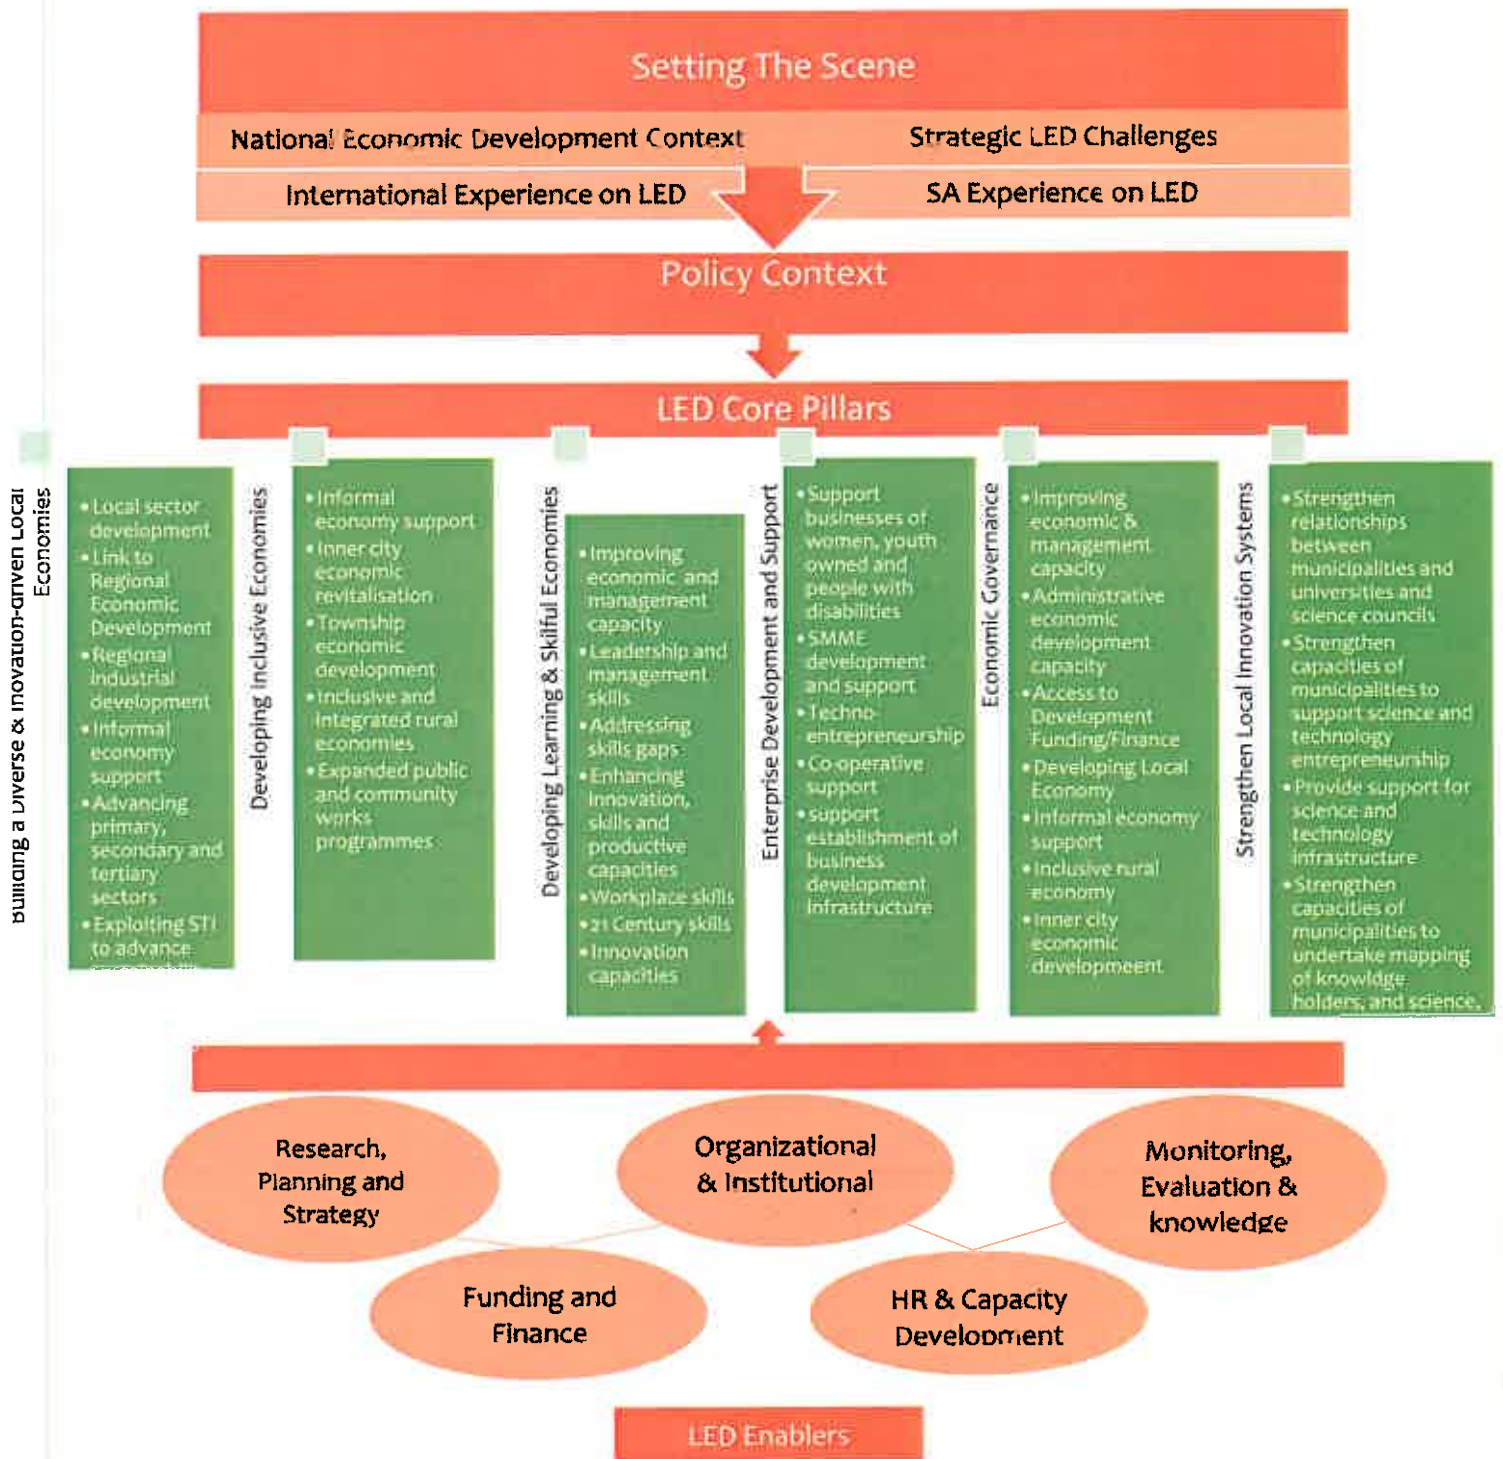 Setting The Scene
National Economic Development Context
Strategic LED Challenges
International Experience on LED
SA Experience on LED
Policy Context
LED Core Pillars
Building a Diverse & Inovation-driven Local
Economies
• Local sector
development
• Link to
Regional
Economic
Development
• Regional
Industrial
development
• Informal
economy
support
• Advancing
primary,
secondary and
tertiary
sectors
• Exploiting STI
to advance
Developing Inclusive Economies
• Informal
economy support
• Inner city
economic
revitalisation
• Township
economic
development
• Inclusive and
integrated rural
economies
• Expanded public
and community
works
programmes
Developing Learning & Skilful Economies
• Improving
economic and
management
capacity
• Leadership and
management
skills
• Addressing
skills gaps
• Enhancing
Innovation,
skills and
productive
capacities
• Workplace skills
• 21 Century skills
• Innovation
capacities
Enterprise Development and Support
• Support
businesses of
women, youth
owned and
people with
disabilities
• SMME
development
and support
• Techno-
entrepreneurship
• Co-operative
support
• support
establishment of
business
development
infrastructure
Economic Governance
• Improving
economic &
management
capacity
• Administrative
economic
development
capacity
• Access to
Development
Funding/Finance
• Developing Local
Economy
• Informal economy
support
• Inclusive rural
economy
• Inner city
economic
developmeent
Strengthen Local Innovation Systems
• Strengthen
relationships
between
municipalities and
universities and
science councils
• Strengthen
capacities of
municipalities to
support science and
technology
entrepreneurship
• Provide support for
science and
technology
infrastructure
• Strengthen
capacities of
municipalities to
undertake mapping
of knowldge
holders, and science,
Research,
Planning and
Strategy
Organizational
& Institutional
Monitoring,
Evaluation &
knowledge
Funding and
Finance
HR & Capacity
Development
LED Enablers